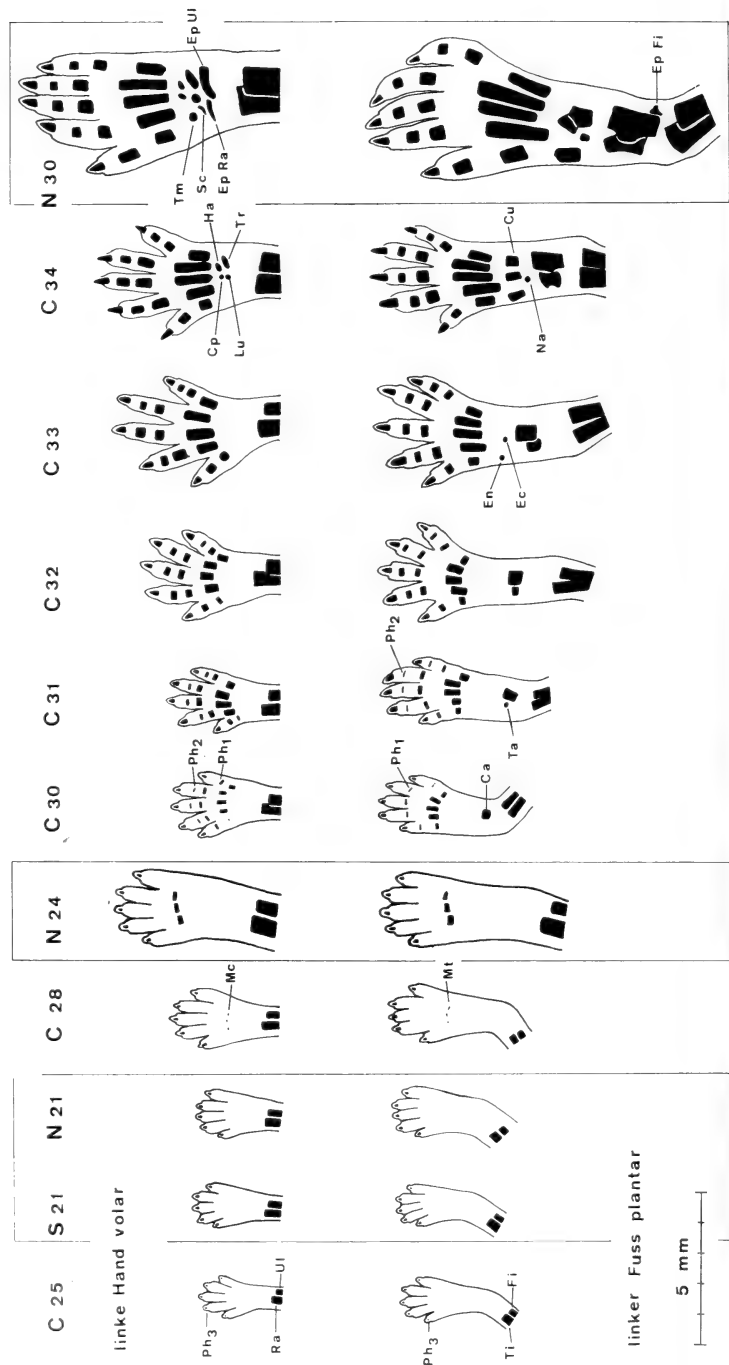 C 25
S 21
N 21
C 28
N 24
C 30
C 31
C 32
C 33
C 34
N 30
linke Hand volar
Ph3
Ra
Ul
Mc
Ph2
Ph1
Cp
Lu
Ha
Tr
Tm
Sc
Ep Ra
Ep Ul
Ph3
Ti
Fi
Mt
Ph1
Ca
Ph2
Ta
En
Ec
Na
Cu
Ep Fi
linker Fuss plantar
5 mm